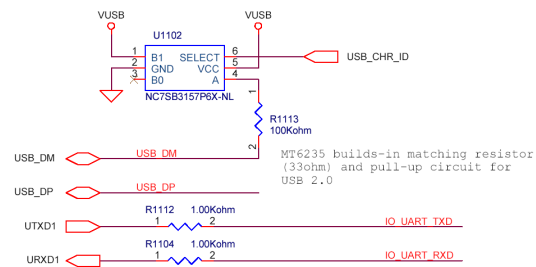 VUSB VUSB
U1102
1 B1 SELECT 6 USB_CHR_ID
2 GND VCC 5
3 B0 A 4
NC7SB3157P6X-NL
1
R1113
100Kohm
2
USB_DM USB_DM
MT6235 builds-in matching resistor
(33ohm) and pull-up circuit for
USB 2.0
USB_DP USB_DP
R1112 1.00Kohm
UTXD1 1 2 IO_UART_TXD
R1104 1.00Kohm
URXD1 1 2 IO_UART_RXD